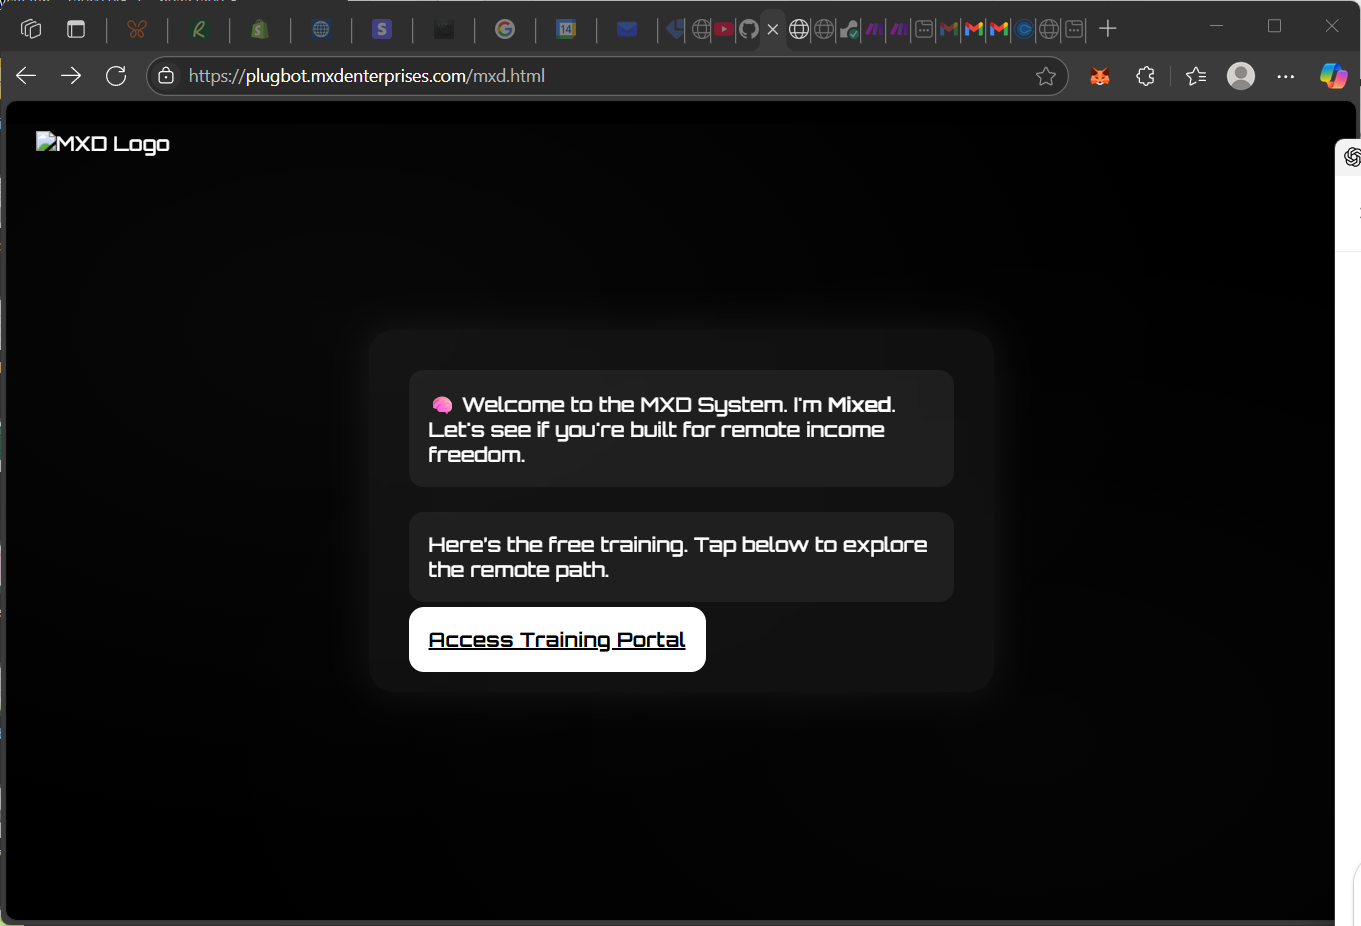 https://plugbot.mxdenterprises.com/mxd.html
MXD Logo
🧠 Welcome to the MXD System. I'm Mixed.
Let's see if you're built for remote income
freedom.
Here's the free training. Tap below to explore
the remote path.
Access Training Portal